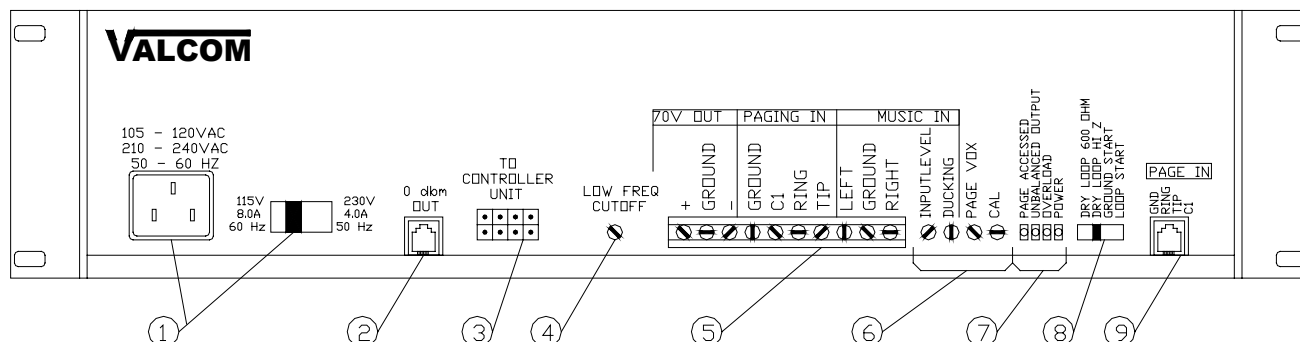 VALCOM
105 - 120VAC
210 - 240VAC
50 - 60 HZ
115V
8.0A
60 Hz
230V
4.0A
50 Hz
0 dbm
OUT
TO
CONTROLLER
UNIT
LOW FREQ
CUTOFF
70V OUT
PAGING IN
MUSIC IN
+
GROUND
-
GROUND
C1
RING
TIP
LEFT
GROUND
RIGHT
INPUTLEVEL
DUCKING
PAGE VOX
CAL
PAGE ACCESSED
UNBALANCED OUTPUT
OVERLOAD
POWER
DRY LOOP 600 OHM
DRY LOOP HI Z
GROUND START
LOOP START
PAGE IN
GND
RING
TIP
C1
1
2
3
4
5
6
7
8
9